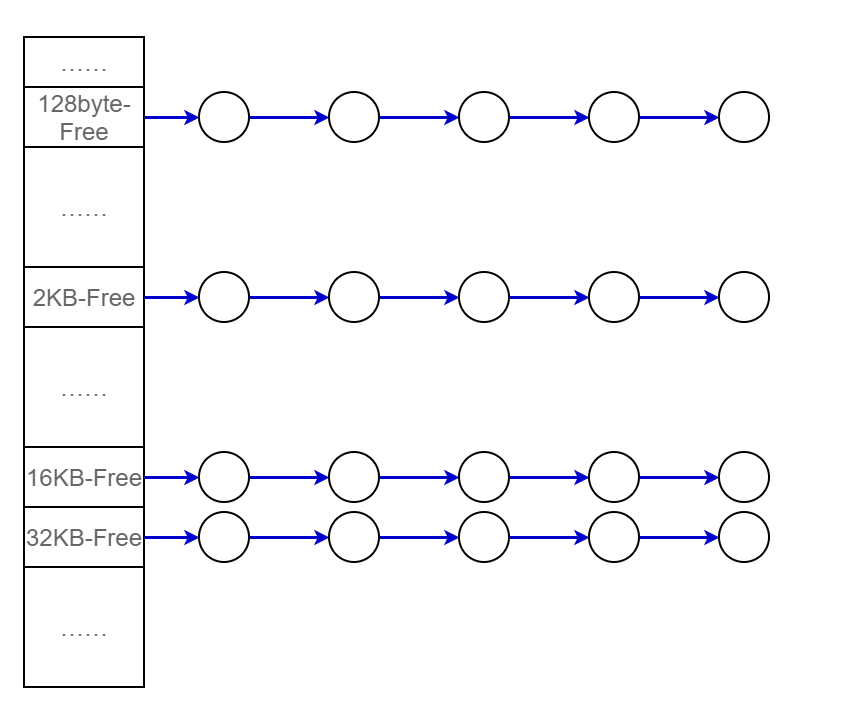 ......
128byte-
Free
......
2KB-Free
......
16KB-Free
32KB-Free
......